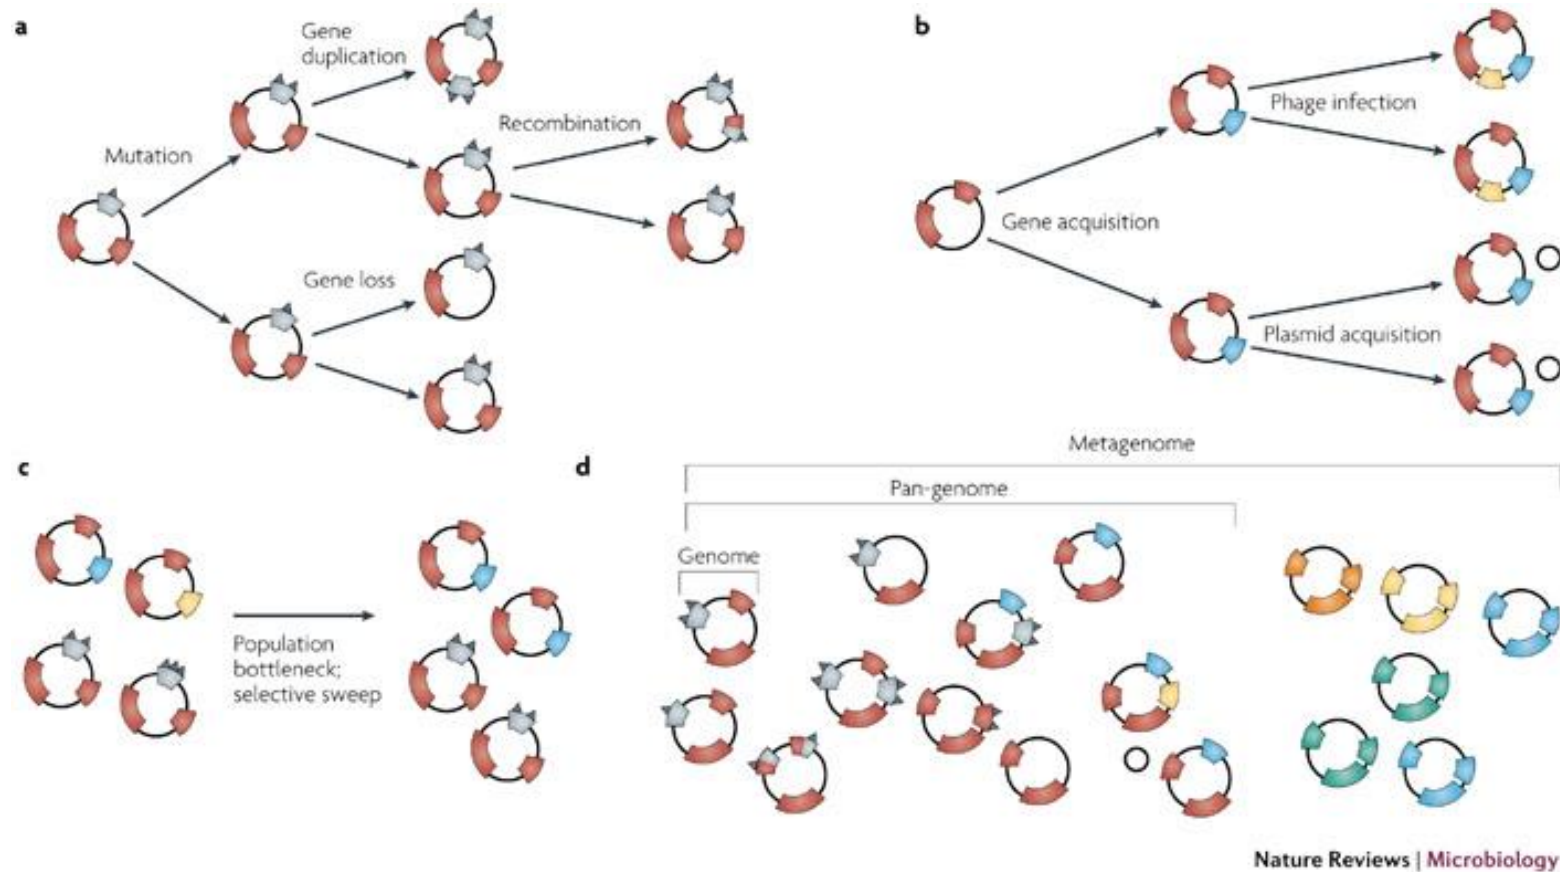 a
Gene
duplication
Recombination
Mutation
Gene loss
b
Phage infection
Gene acquisition
Plasmid acquisition
c
Population
bottleneck;
selective sweep
d
Metagenome
Pan-genome
Genome
Nature Reviews | Microbiology